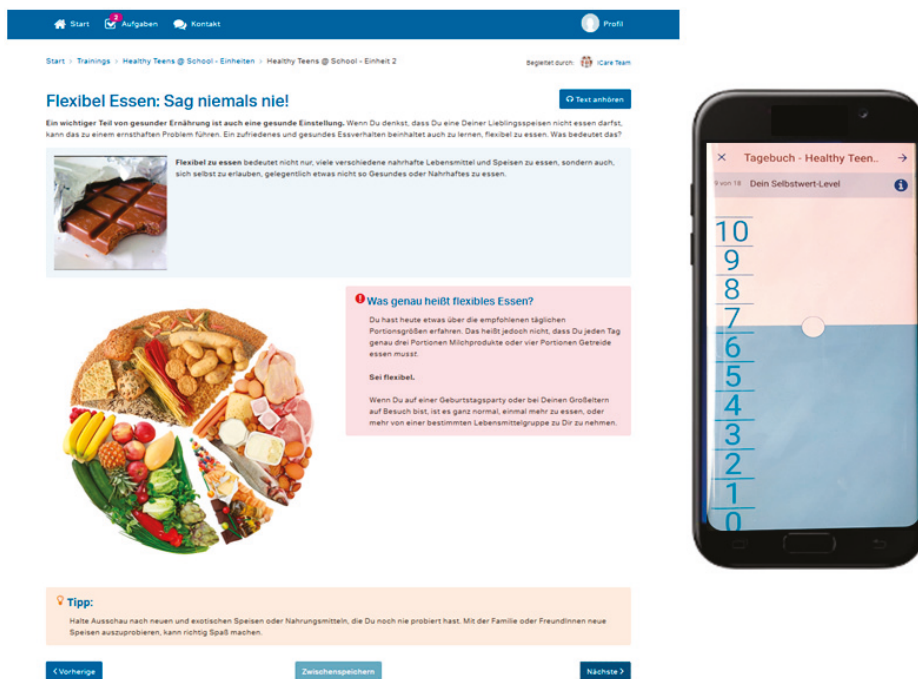 Start 2 Aufgaben Kontakt Profil
Start > Trainings > Healthy Teens @ School - Einheiten > Healthy Teens @ School - Einheit 2 Begleitet durch: iCare Team
Flexibel Essen: Sag niemals nie! Text anhören
Ein wichtiger Teil von gesunder Ernährung ist auch eine gesunde Einstellung. Wenn Du denkst, dass Du eine Deiner Lieblingsspeisen nicht essen darfst,
kann das zu einem ernsthaften Problem führen. Ein zufriedenes und gesundes Essverhalten beinhaltet auch zu lernen, flexibel zu essen. Was bedeutet das?
Flexibel zu essen bedeutet nicht nur, viele verschiedene nahrhafte Lebensmittel und Speisen zu essen, sondern auch,
sich selbst zu erlauben, gelegentlich etwas nicht so Gesundes oder Nahrhaftes zu essen.
Was genau heißt flexibles Essen?
Du hast heute etwas über die empfohlenen täglichen
Portionsgrößen erfahren. Das heißt jedoch nicht, dass Du jeden Tag
genau drei Portionen Milchprodukte oder vier Portionen Getreide
essen musst.
Sei flexibel.
Wenn Du auf einer Geburtstagsparty oder bei Deinen Großeltern
auf Besuch bist, ist es ganz normal, einmal mehr zu essen, oder
mehr von einer bestimmten Lebensmittelgruppe zu Dir zu nehmen.
Tipp:
Halte Ausschau nach neuen und exotischen Speisen oder Nahrungsmitteln, die Du noch nie probiert hast. Mit der Familie oder FreundInnen neue
Speisen auszuprobieren, kann richtig Spaß machen.
< Vorherige Zwischenspeichern Nächste >
× Tagebuch - Healthy Teen.. →
9 von 18 Dein Selbstwert-Level i
10
9
8
7
6
5
4
3
2
1
0